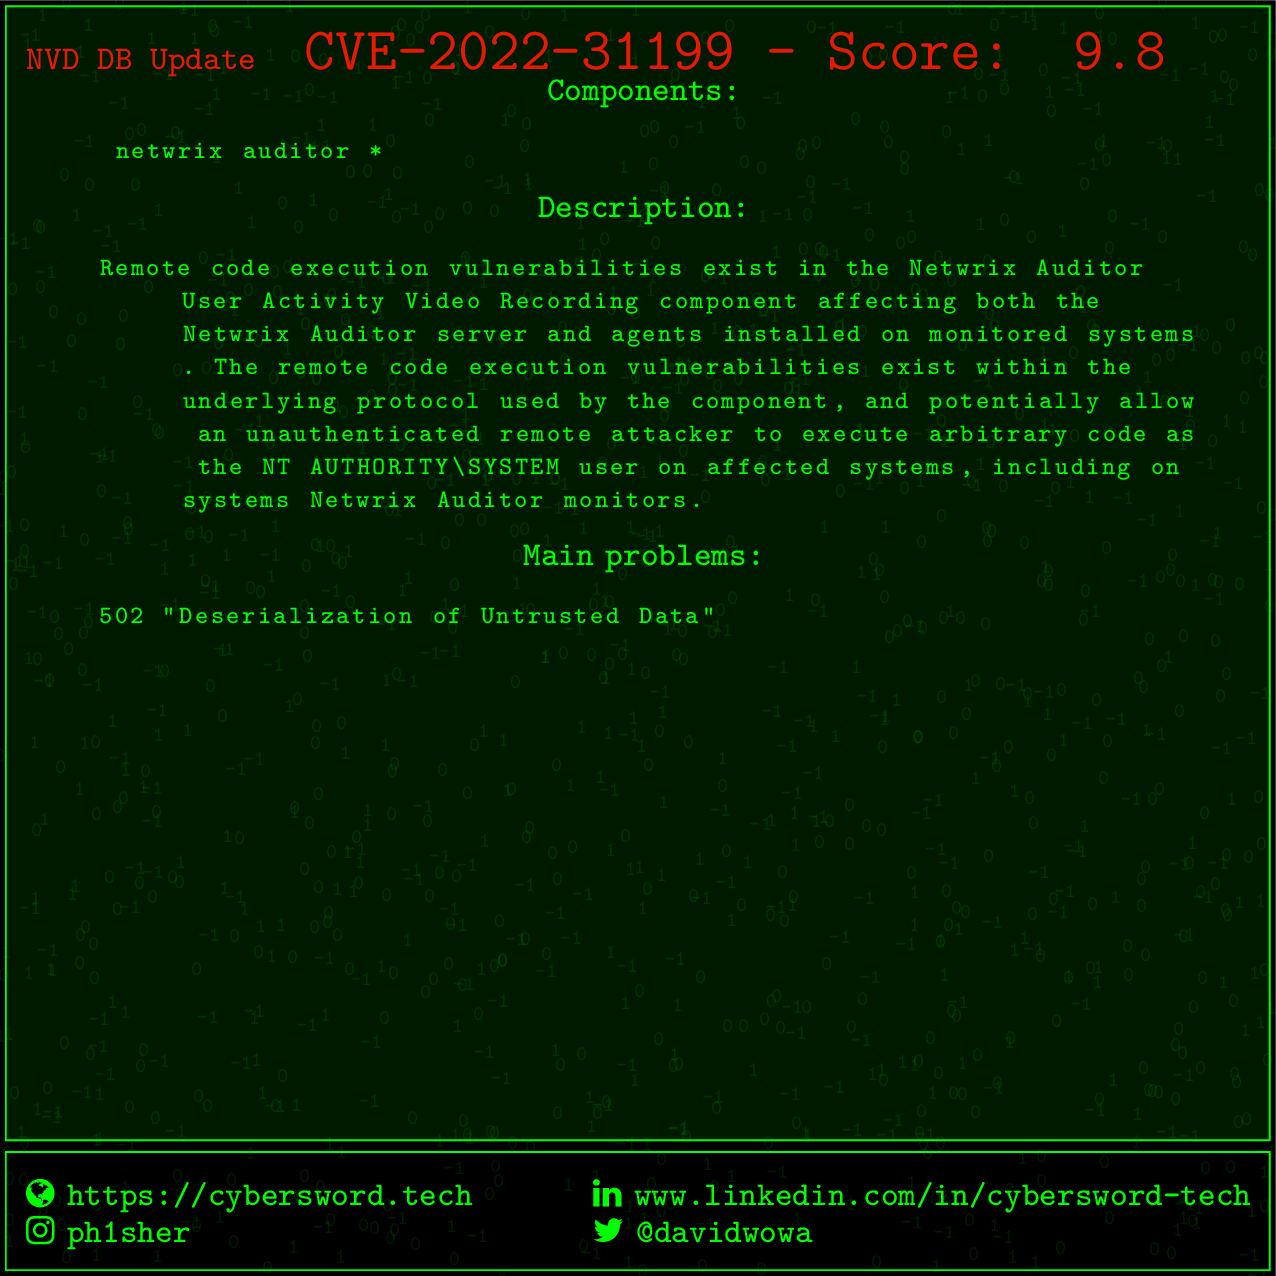 NVD DB Update CVE-2022-31199 - Score: 9.8
Components:
netwrix auditor *
Description:
Remote code execution vulnerabilities exist in the Netwrix Auditor
User Activity Video Recording component affecting both the
Netwrix Auditor server and agents installed on monitored systems
. The remote code execution vulnerabilities exist within the
underlying protocol used by the component, and potentially allow
an unauthenticated remote attacker to execute arbitrary code as
the NT AUTHORITY\SYSTEM user on affected systems, including on
systems Netwrix Auditor monitors.
Main problems:
502 "Deserialization of Untrusted Data"
https://cybersword.tech
www.linkedin.com/in/cybersword-tech
ph1sher
@davidwowa